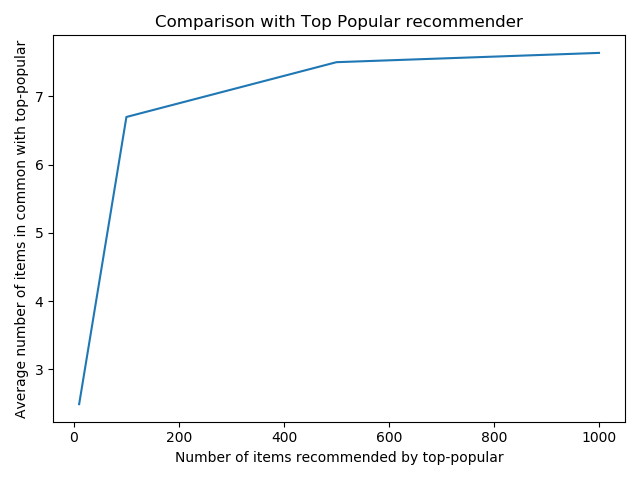 Comparison with Top Popular recommender
Average number of items in common with top-popular
7
6
5
4
3
0 200 400 600 800 1000
Number of items recommended by top-popular